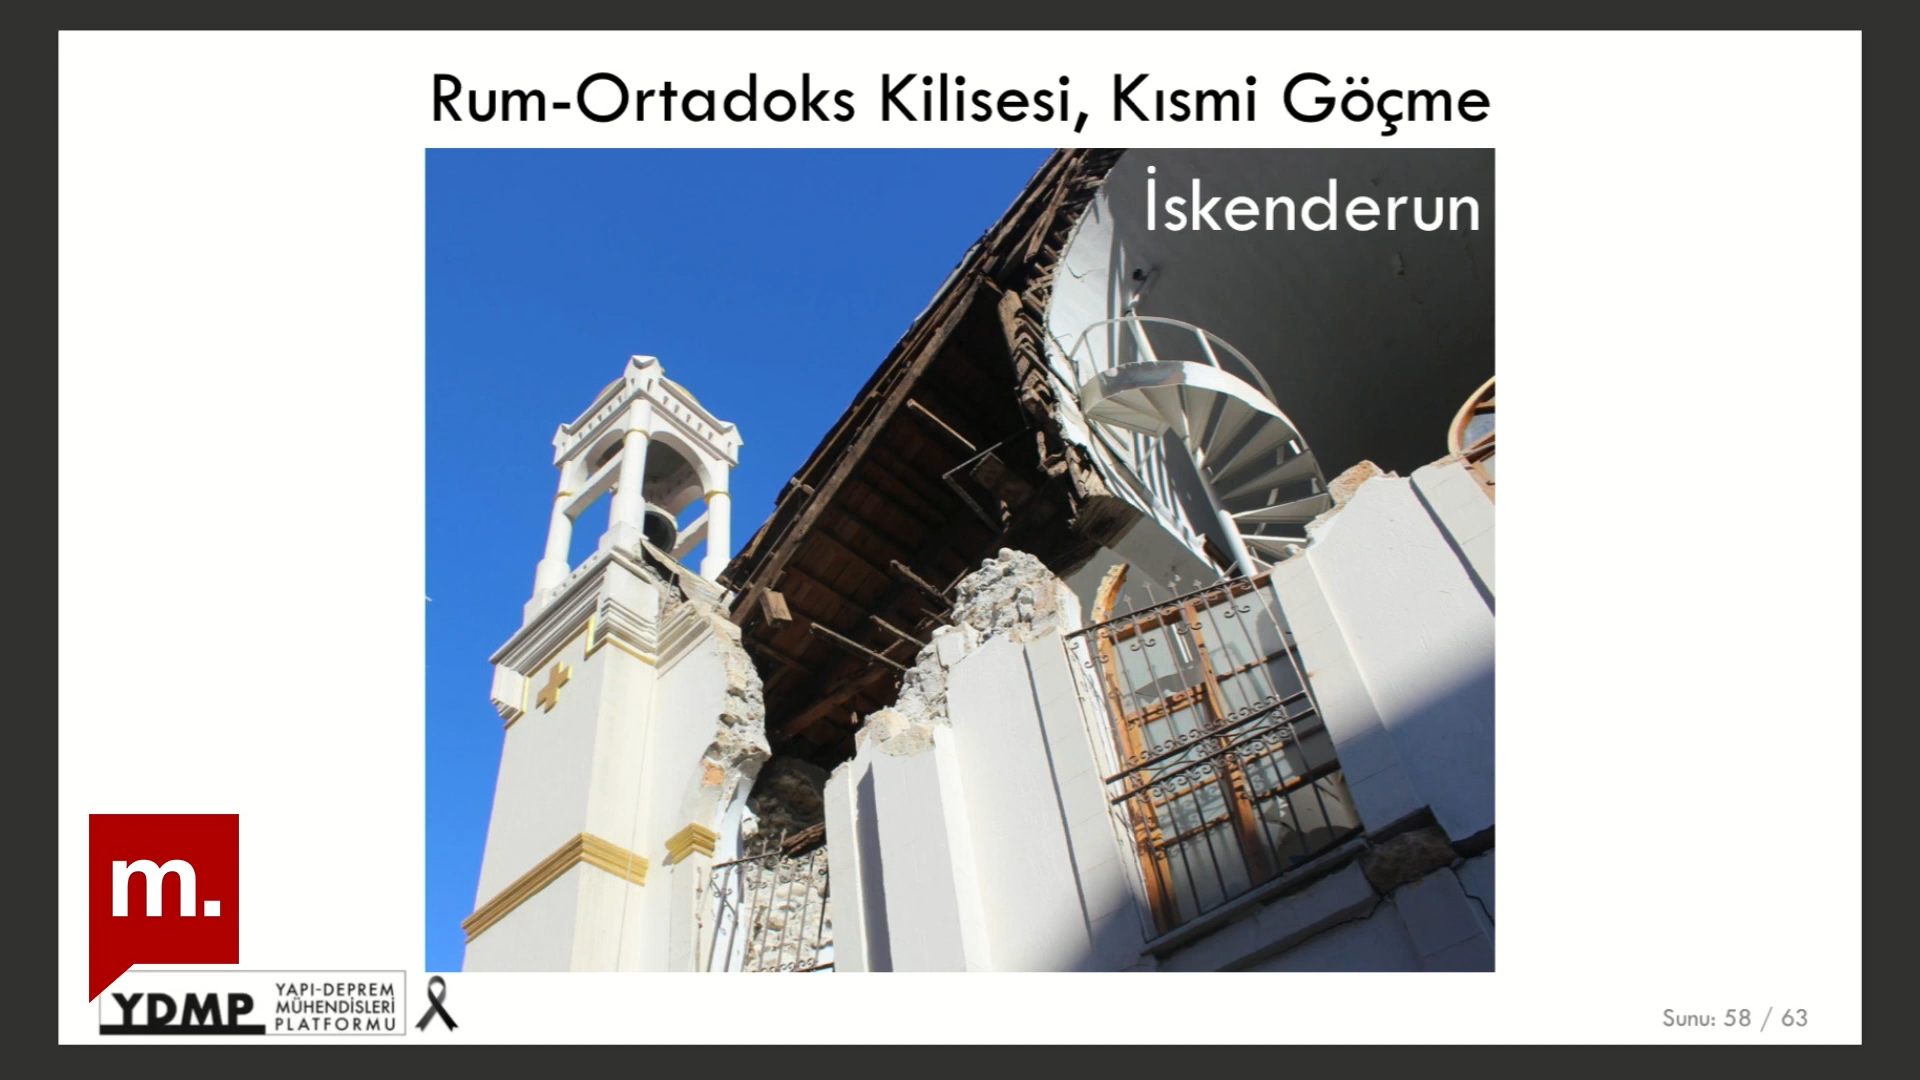 Rum-Ortadoks Kilisesi, Kısmi Göçme
İskenderun
m.
YDMP
YAPI-DEPREM
MÜHENDİSLERİ
PLATFORMU
Sunu: 58 / 63